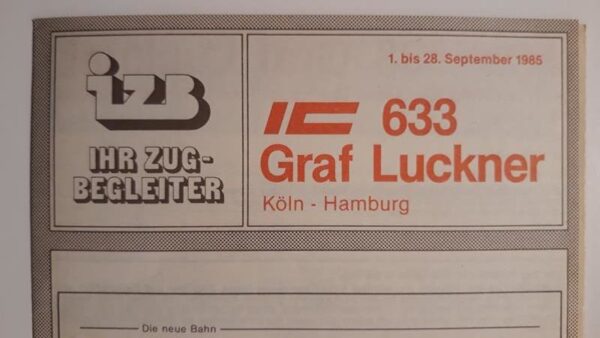 izb
IHR ZUG-
BEGLEITER
1. bis 28. September 1985
IC 633
Graf Luckner
Köln - Hamburg
Die neue Bahn